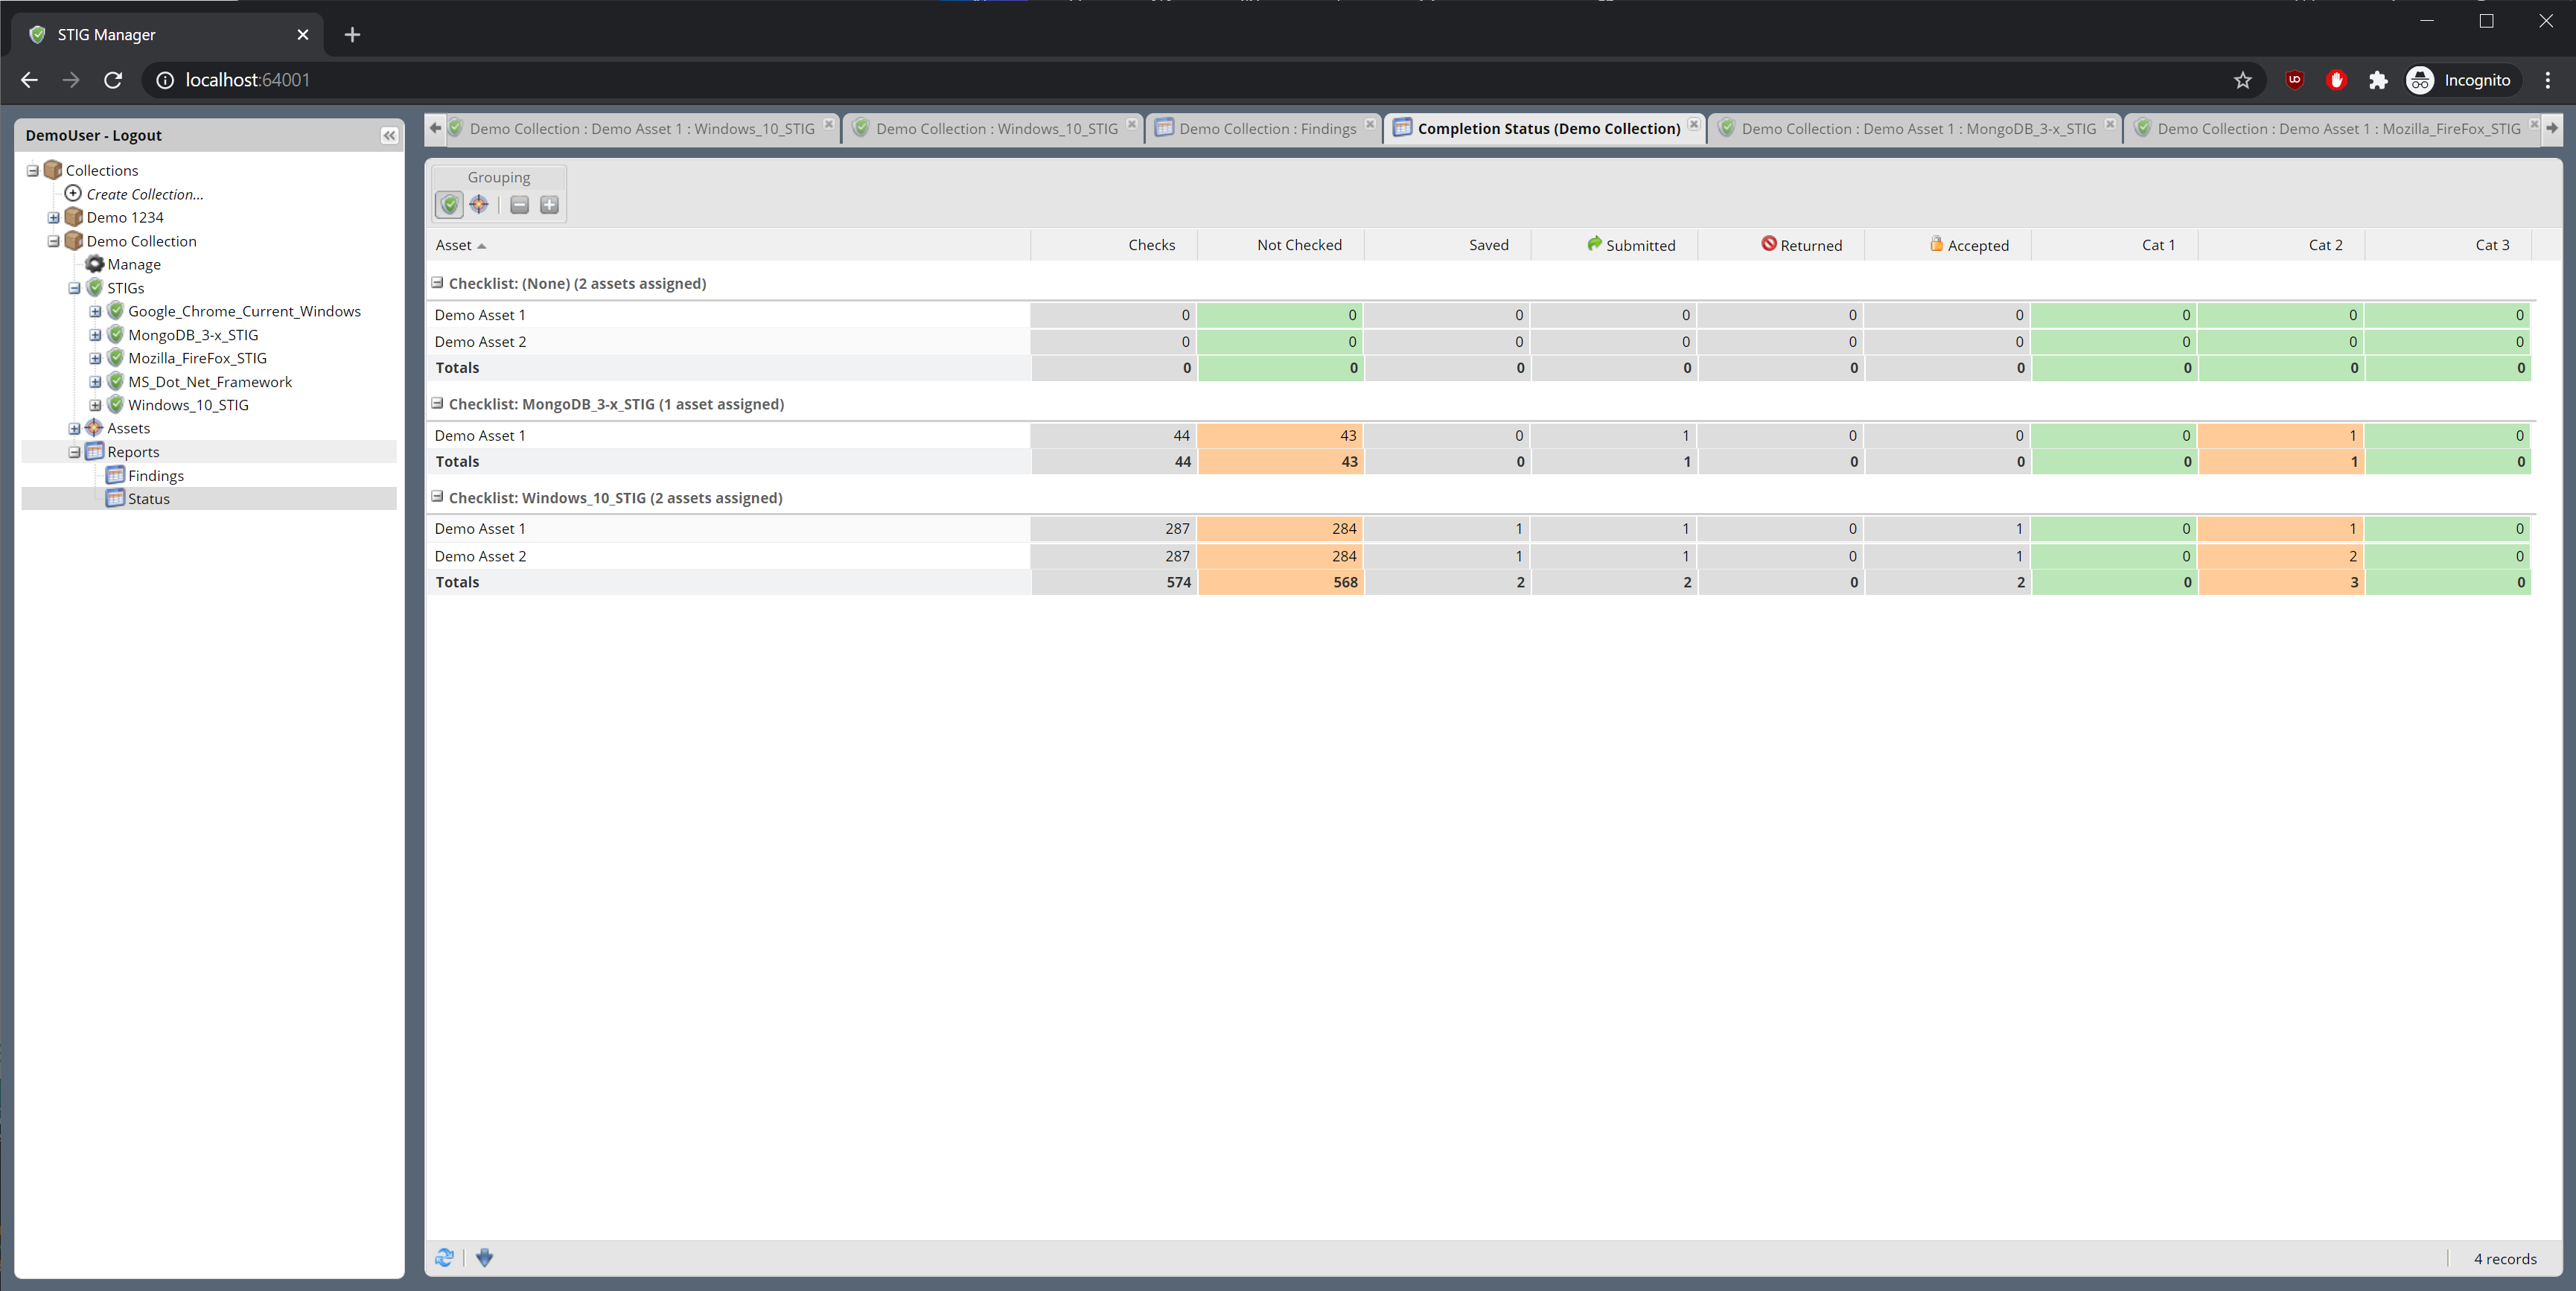 STIG Manager
localhost:64001
Incognito
DemoUser - Logout
Collections
Create Collection...
Demo 1234
Demo Collection
Manage
STIGs
Google_Chrome_Current_Windows
MongoDB_3-x_STIG
Mozilla_FireFox_STIG
MS_Dot_Net_Framework
Windows_10_STIG
Assets
Reports
Findings
Status
Demo Collection : Demo Asset 1 : Windows_10_STIG
Demo Collection : Windows_10_STIG
Demo Collection : Findings
Completion Status (Demo Collection)
Demo Collection : Demo Asset 1 : MongoDB_3-x_STIG
Demo Collection : Demo Asset 1 : Mozilla_FireFox_STIG
Grouping
Asset Checks Not Checked Saved Submitted Returned Accepted Cat 1 Cat 2 Cat 3
Checklist: (None) (2 assets assigned)
Demo Asset 1 0 0 0 0 0 0 0 0 0
Demo Asset 2 0 0 0 0 0 0 0 0 0
Totals 0 0 0 0 0 0 0 0 0
Checklist: MongoDB_3-x_STIG (1 asset assigned)
Demo Asset 1 44 43 0 1 0 0 0 1 0
Totals 44 43 0 1 0 0 0 1 0
Checklist: Windows_10_STIG (2 assets assigned)
Demo Asset 1 287 284 1 1 0 1 0 1 0
Demo Asset 2 287 284 1 1 0 1 0 2 0
Totals 574 568 2 2 0 2 0 3 0
4 records